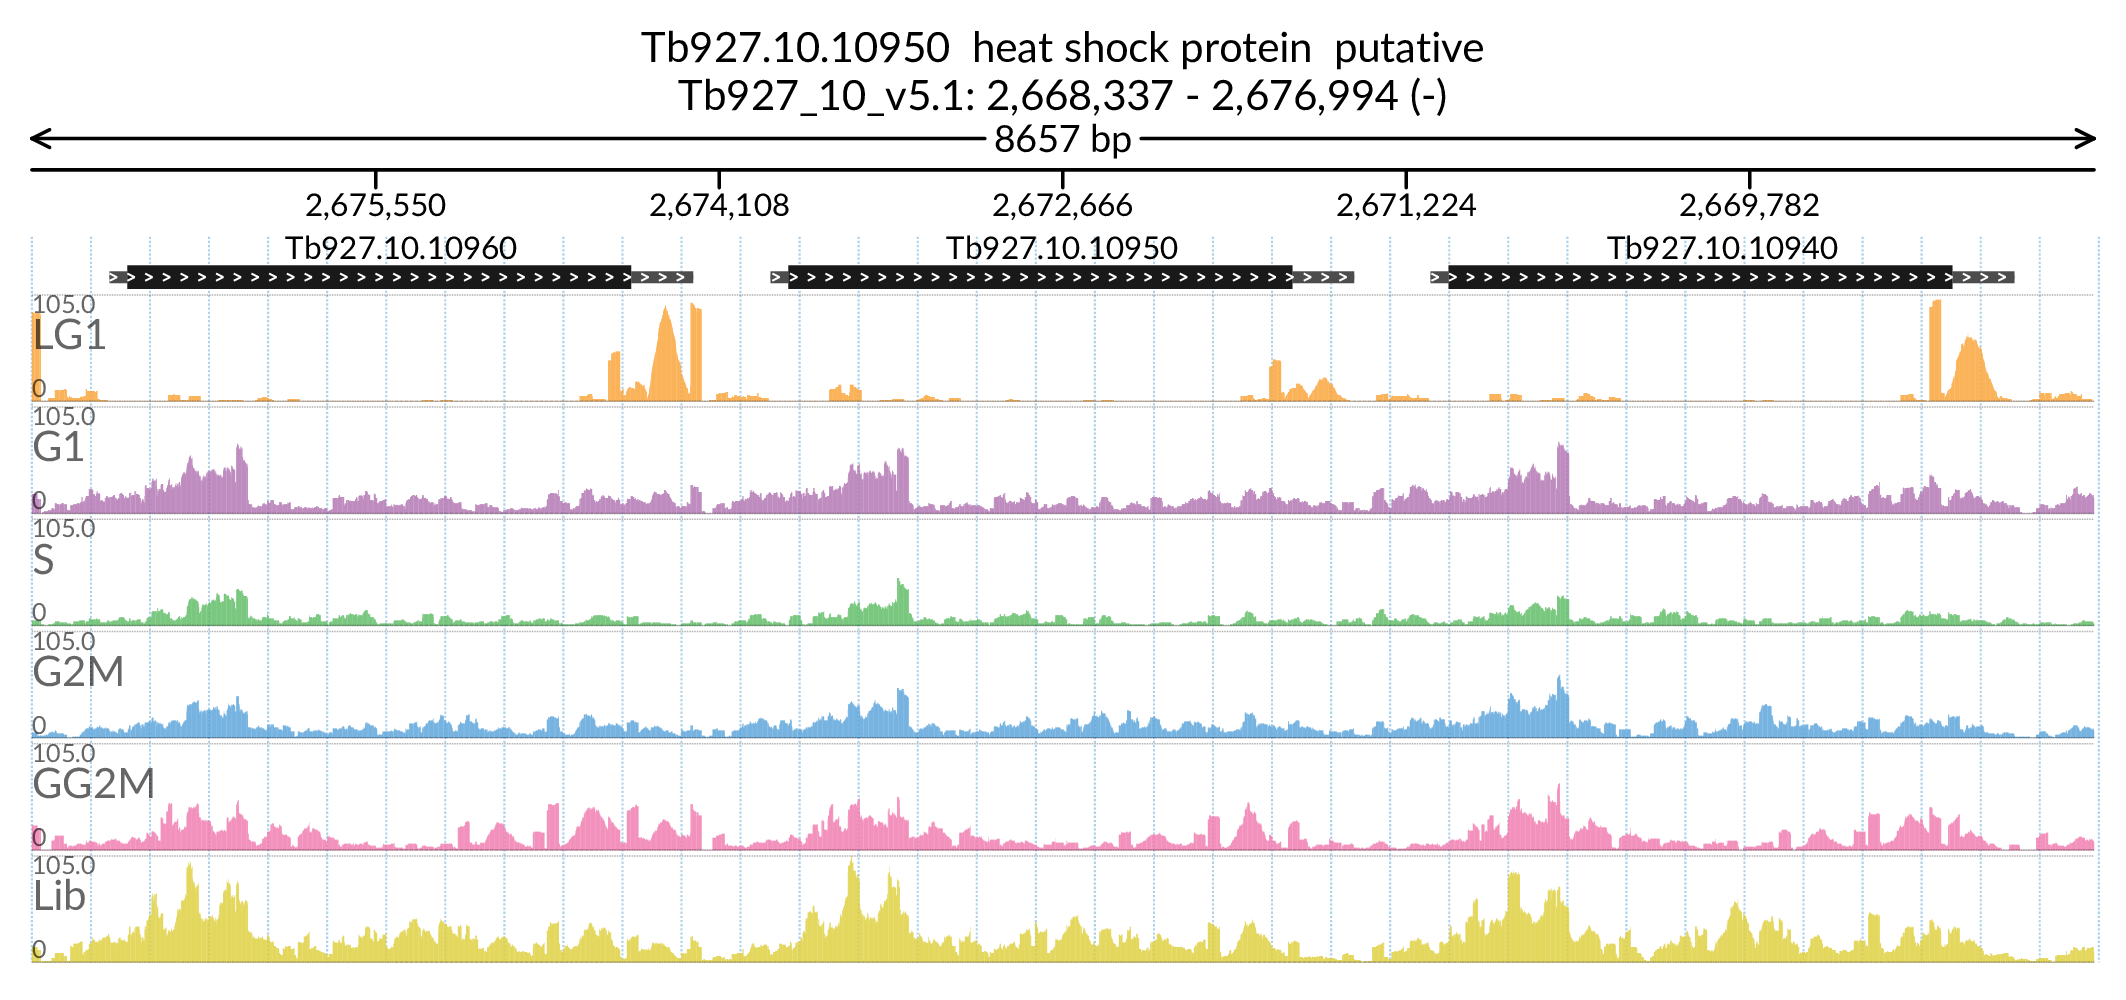 Tb927.10.10950  heat shock protein  putative
Tb927_10_v5.1: 2,668,337 - 2,676,994 (-)
8657 bp
2,675,550 2,674,108 2,672,666 2,671,224 2,669,782
Tb927.10.10960 Tb927.10.10950 Tb927.10.10940
105.0
LG1
0
105.0
G1
0
105.0
S
0
105.0
G2M
0
105.0
GG2M
0
105.0
Lib
0